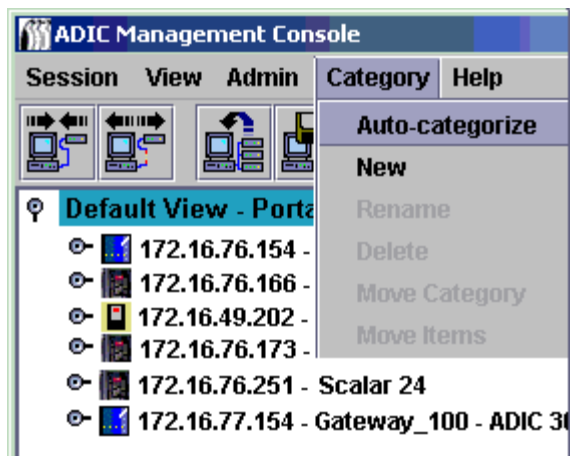 ADIC Management Console
Session View Admin Category Help
Auto-categorize
New
Rename
Delete
Move Category
Move Items
Default View -
172.16.76.154 -
172.16.76.166 -
172.16.49.202 -
172.16.76.173 -
172.16.76.251 - Scalar 24
172.16.77.154 - Gateway_100 - ADIC